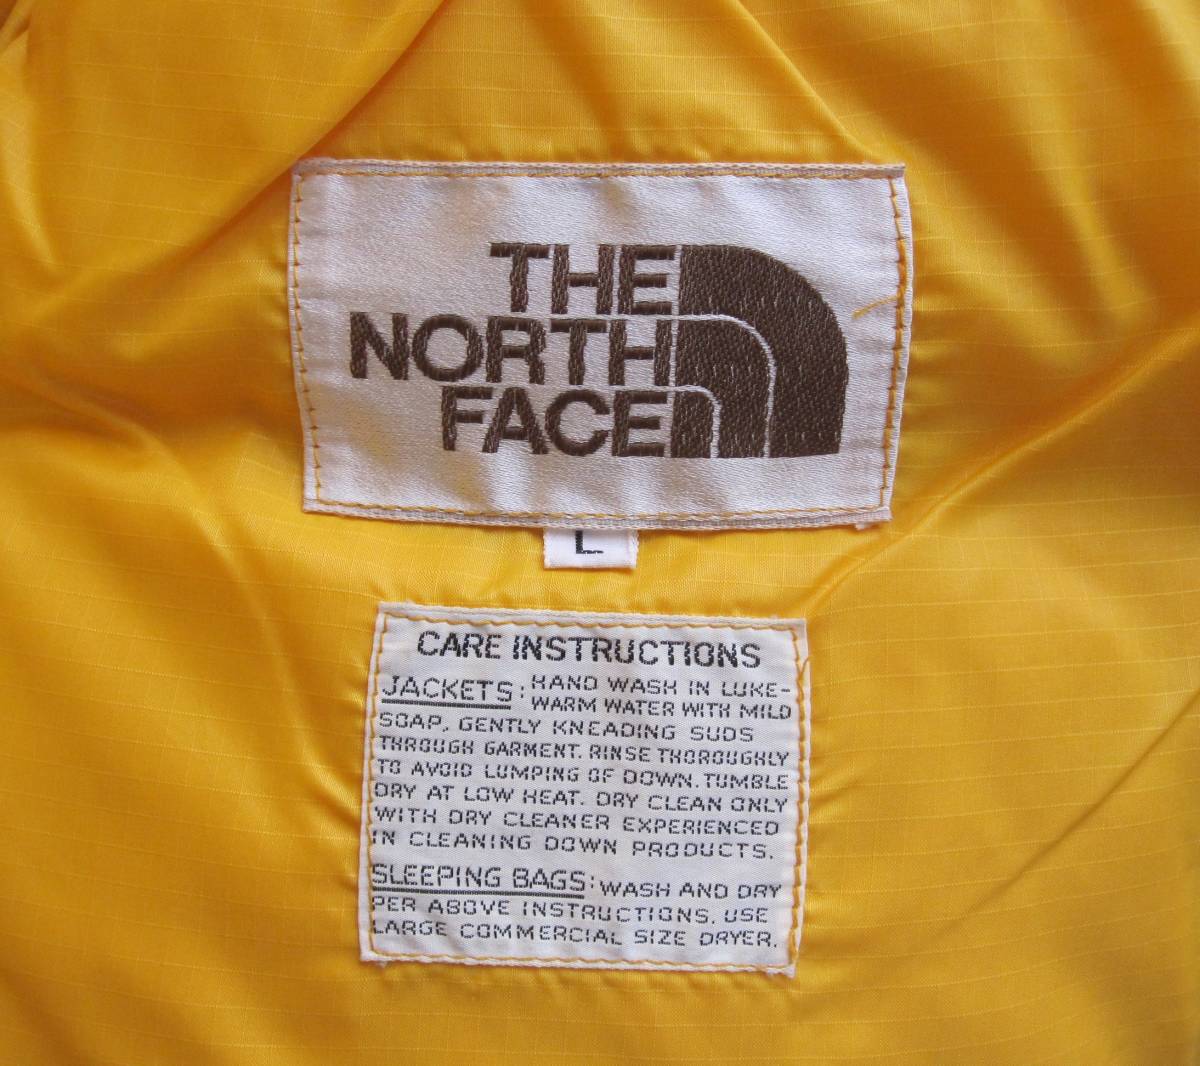 THE
NORTH
FACE
L
CARE INSTRUCTIONS
JACKETS: HAND WASH IN LUKE-
WARM WATER WITH MILD
SOAP, GENTLY KNEADING SUDS
THROUGH GARMENT. RINSE THOROUGHLY
TO AVOID LUMPING OF DOWN. TUMBLE
DRY AT LOW HEAT. DRY CLEAN ONLY
WITH DRY CLEANER EXPERIENCED
IN CLEANING DOWN PRODUCTS.
SLEEPING BAGS: WASH AND DRY
PER ABOVE INSTRUCTIONS. USE
LARGE COMMERCIAL SIZE DRYER.